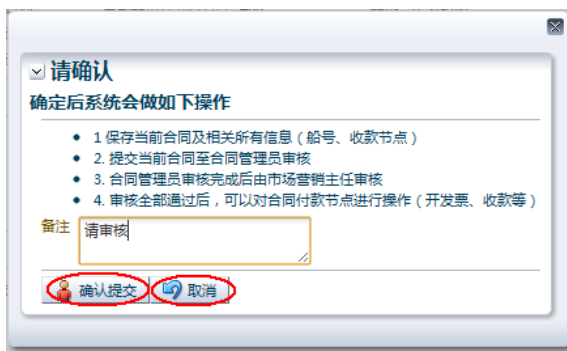 请确认
确定后系统会做如下操作
1 保存当前合同及相关所有信息（船号、收款节点）
2. 提交当前合同至合同管理员审核
3. 合同管理员审核完成后由市场营销主任审核
4. 审核全部通过后，可以对合同付款节点进行操作（开发票、收款等）
备注 请审核
确认提交 取消